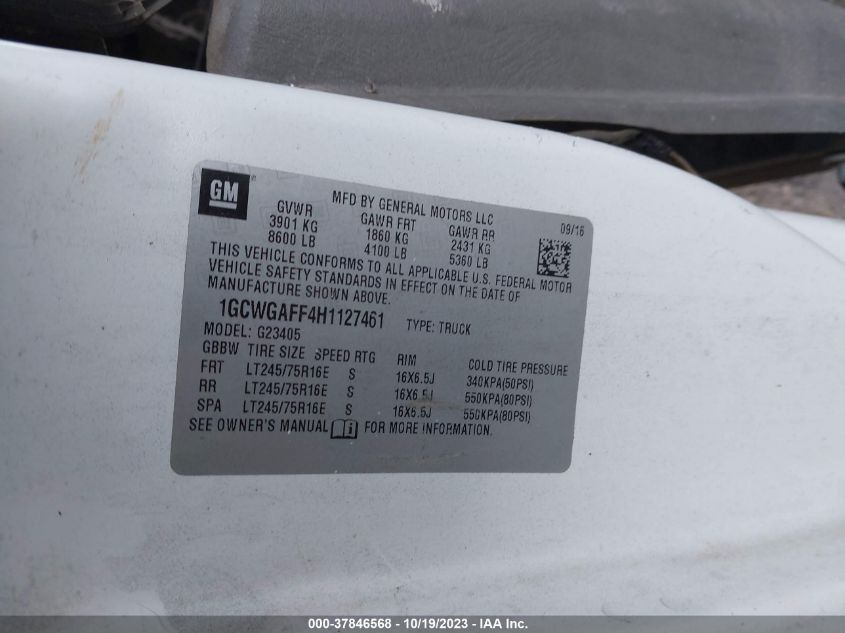 GM
MFD BY GENERAL MOTORS LLC
09/16
GVWR GAWR FRT GAWR RR
3901 KG 1860 KG 2431 KG
8600 LB 4100 LB 5360 LB
THIS VEHICLE CONFORMS TO ALL APPLICABLE U.S. FEDERAL MOTOR
VEHICLE SAFETY STANDARDS IN EFFECT ON THE DATE OF
MANUFACTURE SHOWN ABOVE.
1GCWGAFF4H1127461 TYPE: TRUCK
MODEL: G23405
GBBW TIRE SIZE SPEED RTG RIM COLD TIRE PRESSURE
FRT LT245/75R16E S 16X6.5J 340KPA(50PSI)
RR LT245/75R16E S 16X6.5J 550KPA(80PSI)
SPA LT245/75R16E S 16X6.5J 550KPA(80PSI)
SEE OWNER'S MANUAL FOR MORE INFORMATION.
000-37846568 - 10/19/2023 - IAA Inc.